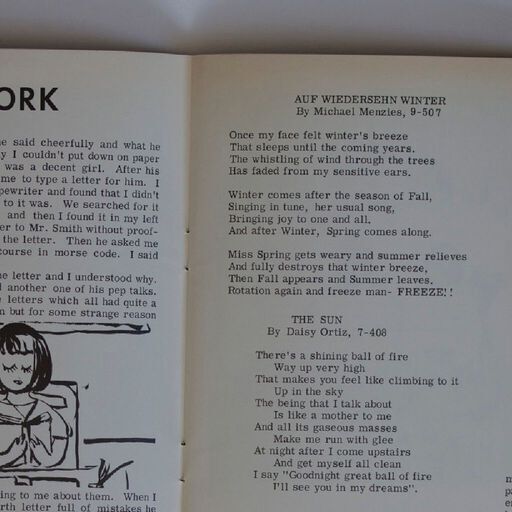 ORK
e said cheerfully and what he
y I couldn't put down on paper
was a decent girl. After his
me to type a letter for him. I
pewriter and found that I didn't
to it was. We searched for it
and then I found it in my left
er to Mr. Smith without proof-
the letter. Then he asked me
course in morse code. I said
ne letter and I understood why.
d another one of his pep talks.
e letters which all had quite a
n but for some strange reason
ing to me about them. When I
rth letter full of mistakes he
AUF WIEDERSEHN WINTER
By Michael Menzies, 9-507
Once my face felt winter's breeze
That sleeps until the coming years.
The whistling of wind through the trees
Has faded from my sensitive ears.
Winter comes after the season of Fall,
Singing in tune, her usual song,
Bringing joy to one and all.
And after Winter, Spring comes along.
Miss Spring gets weary and summer relieves
And fully destroys that winter breeze,
Then Fall appears and Summer leaves.
Rotation again and freeze man- FREEZE!!
THE SUN
By Daisy Ortiz, 7-408
There's a shining ball of fire
Way up very high
That makes you feel like climbing to it
Up in the sky
The being that I talk about
Is like a mother to me
And all its gaseous masses
Make me run with glee
At night after I come upstairs
And get myself all clean
I say "Goodnight great ball of fire
I'll see you in my dreams".